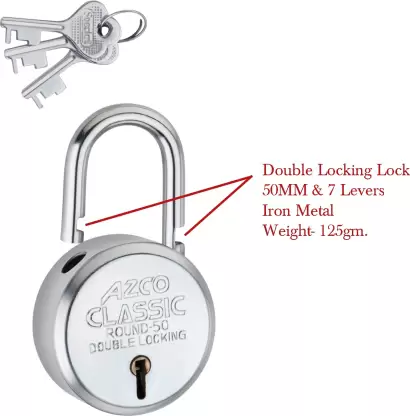 Double Locking Lock
50MM & 7 Levers
Iron Metal
Weight- 125gm.
AZCO
CLASSIC
ROUND-50
DOUBLE LOCKING